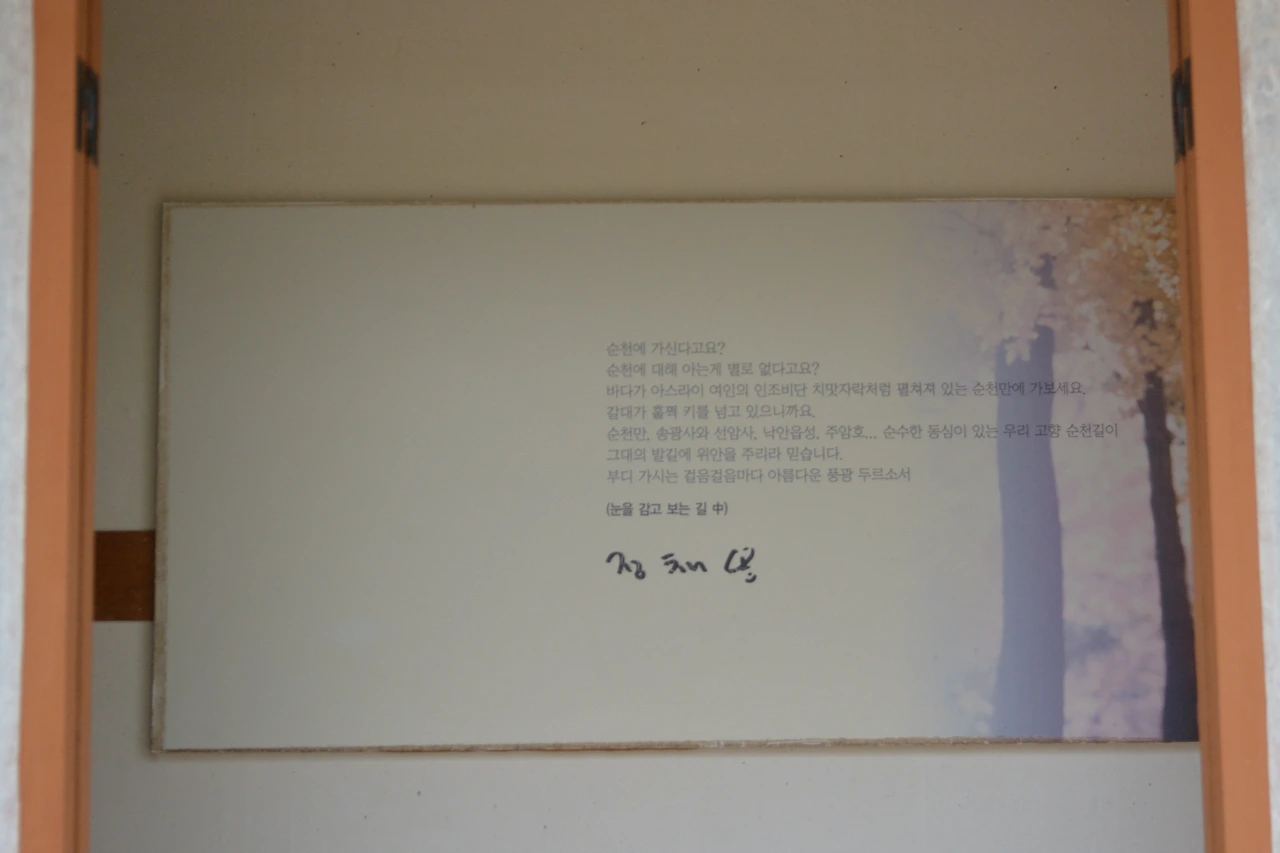 순천에 가신다고요?
순천에 대해 아는게 별로 없다고요?
바다가 아스라이 여인의 인조비단 치맛자락처럼 펼쳐져 있는 순천만에 가보세요.
갈대가 훌쩍 키를 넘고 있으니까요.
순천만, 송광사와 선암사, 낙안읍성, 주암호... 순수한 동심이 있는 우리 고향 순천길이
그대의 발길에 위안을 주리라 믿습니다.
부디 가시는 걸음걸음마다 아름다운 풍광 두르소서
(눈을 감고 보는 길 中)
정 채 봉